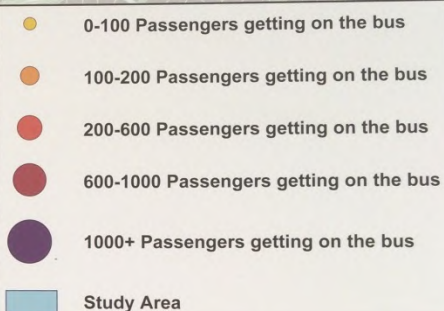 0-100 Passengers getting on the bus
100-200 Passengers getting on the bus
200-600 Passengers getting on the bus
600-1000 Passengers getting on the bus
1000+ Passengers getting on the bus
Study Area